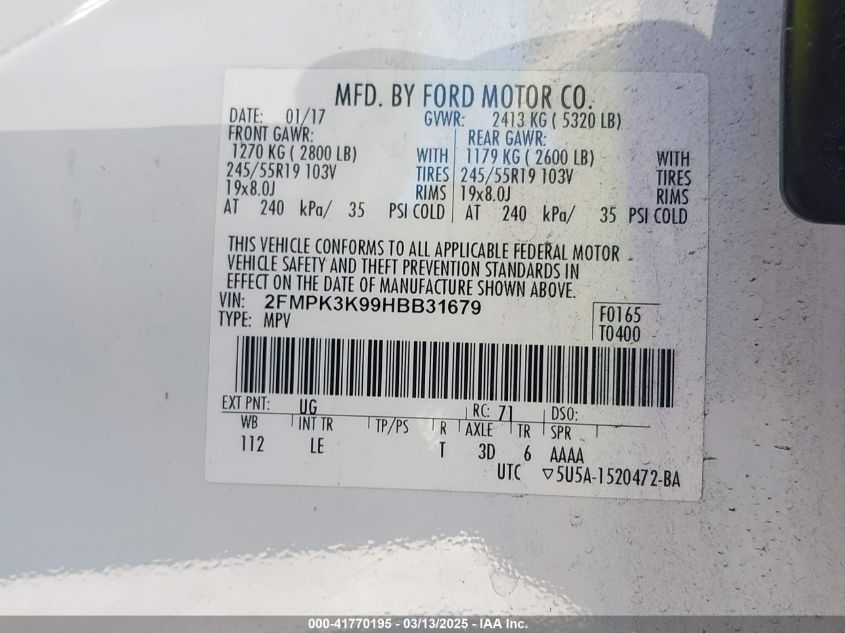 MFD. BY FORD MOTOR CO.
DATE: 01/17 GVWR: 2413 KG ( 5320 LB)
FRONT GAWR: REAR GAWR:
1270 KG ( 2800 LB) WITH 1179 KG ( 2600 LB) WITH
245/55R19 103V TIRES 245/55R19 103V TIRES
19x8.0J RIMS 19x8.0J RIMS
AT 240 kPa/ 35 PSI COLD AT 240 kPa/ 35 PSI COLD
THIS VEHICLE CONFORMS TO ALL APPLICABLE FEDERAL MOTOR
VEHICLE SAFETY AND THEFT PREVENTION STANDARDS IN
EFFECT ON THE DATE OF MANUFACTURE SHOWN ABOVE.
VIN: 2FMPK3K99HBB31679 F0165
TYPE: MPV T0400
EXT PNT: UG RC: 71 DSO:
WB INT TR TP/PS R AXLE TR SPR
112 LE T 3D 6 AAAA
UTC ▽5U5A-1520472-BA
000-41770195 - 03/13/2025 - IAA Inc.